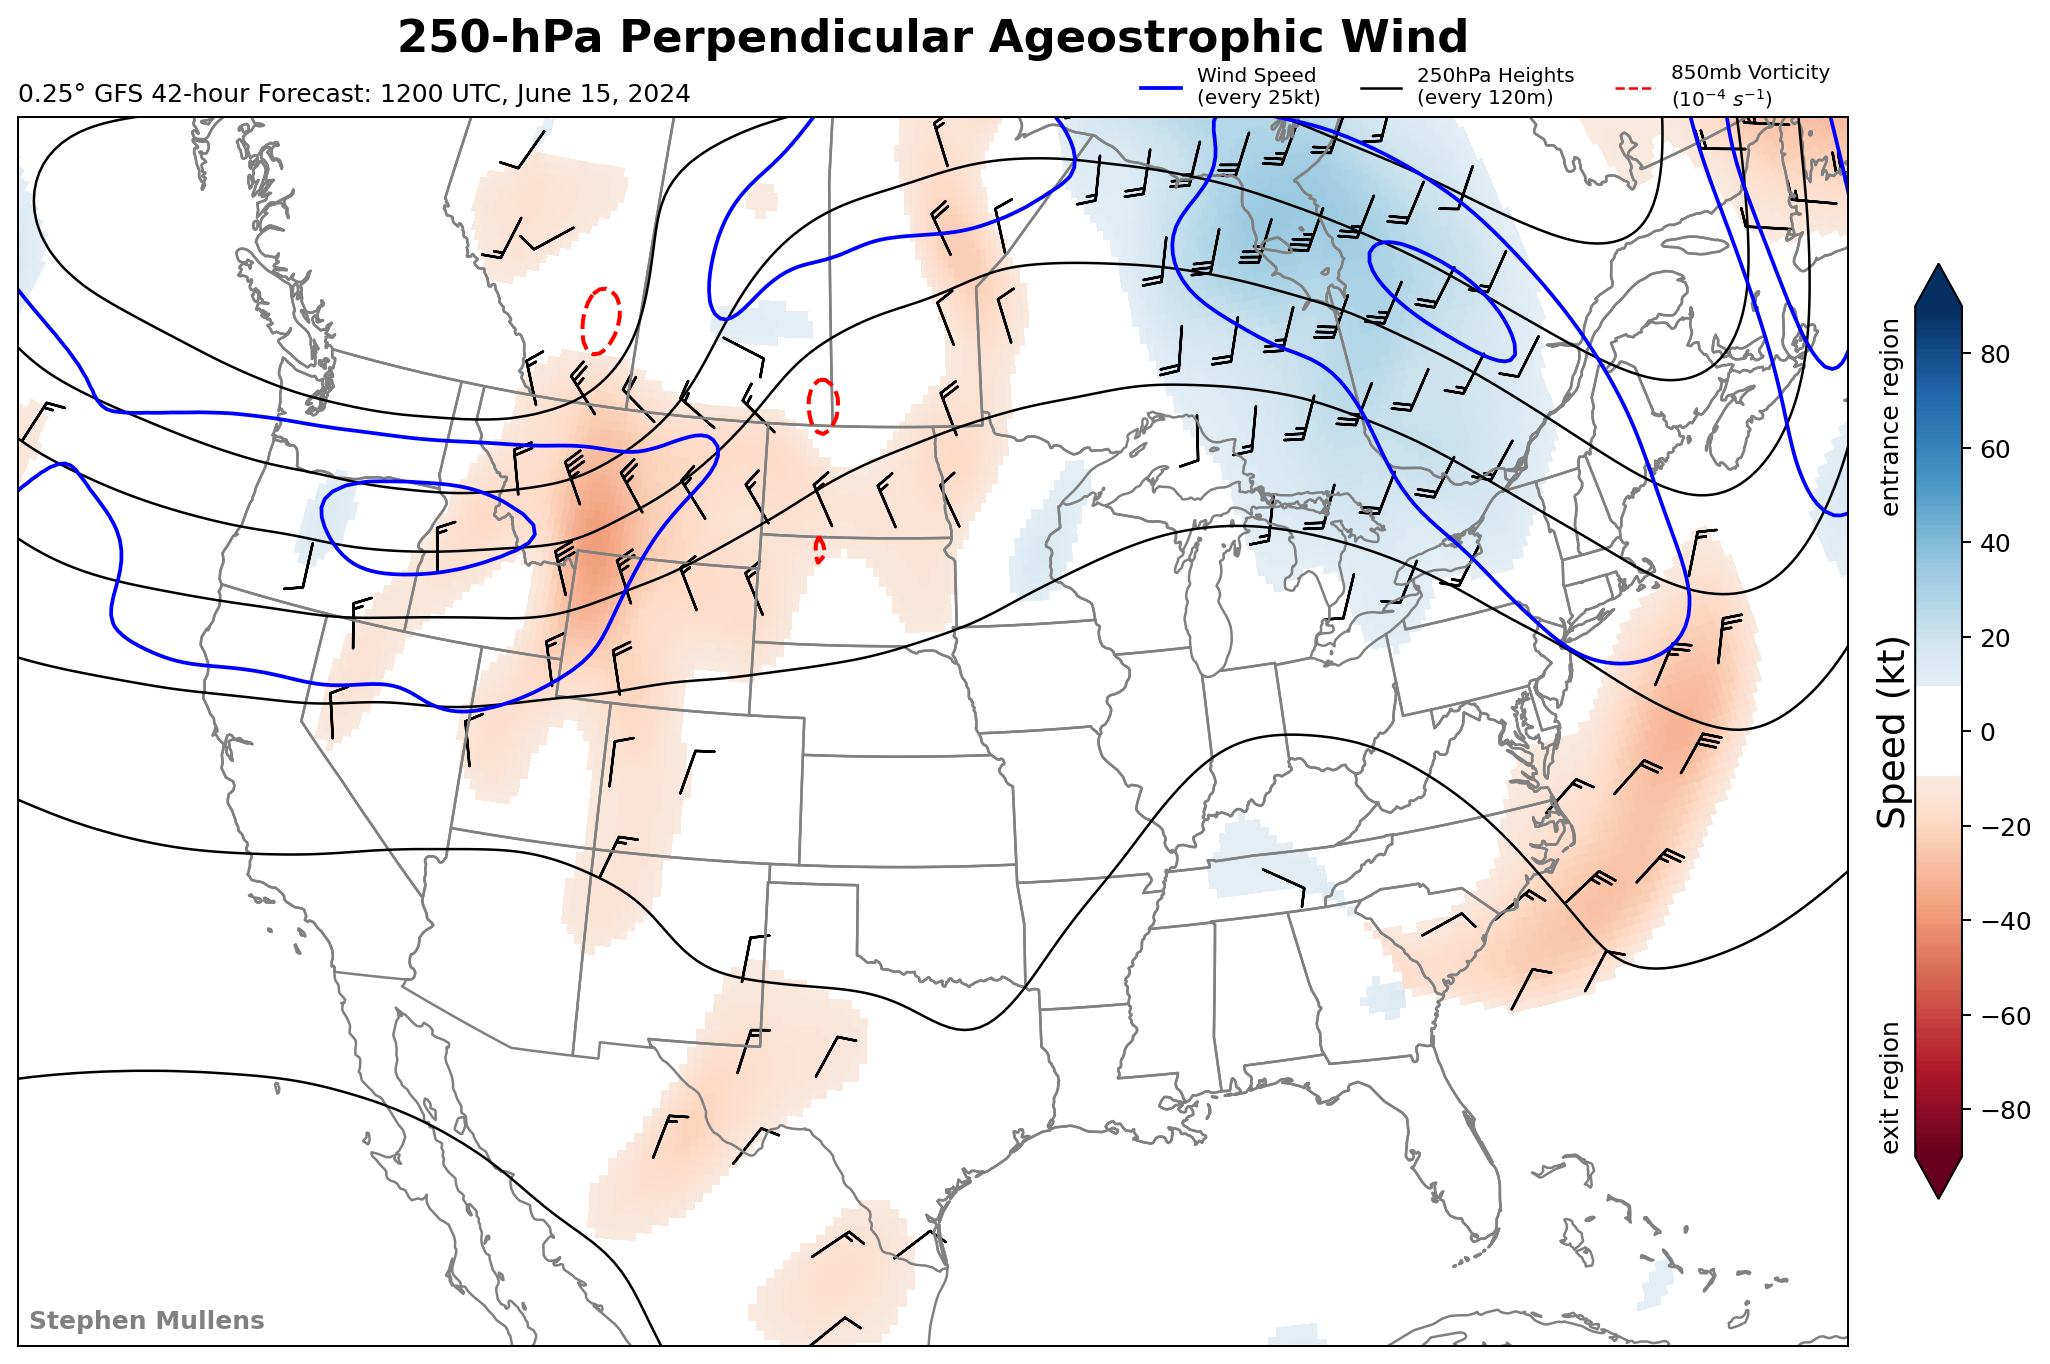 250-hPa Perpendicular Ageostrophic Wind
0.25° GFS 42-hour Forecast: 1200 UTC, June 15, 2024
Wind Speed
(every 25kt)
250hPa Heights
(every 120m)
850mb Vorticity
(10⁻⁴ s⁻¹)
entrance region
Speed (kt)
exit region
80
60
40
20
0
−20
−40
−60
−80
Stephen Mullens